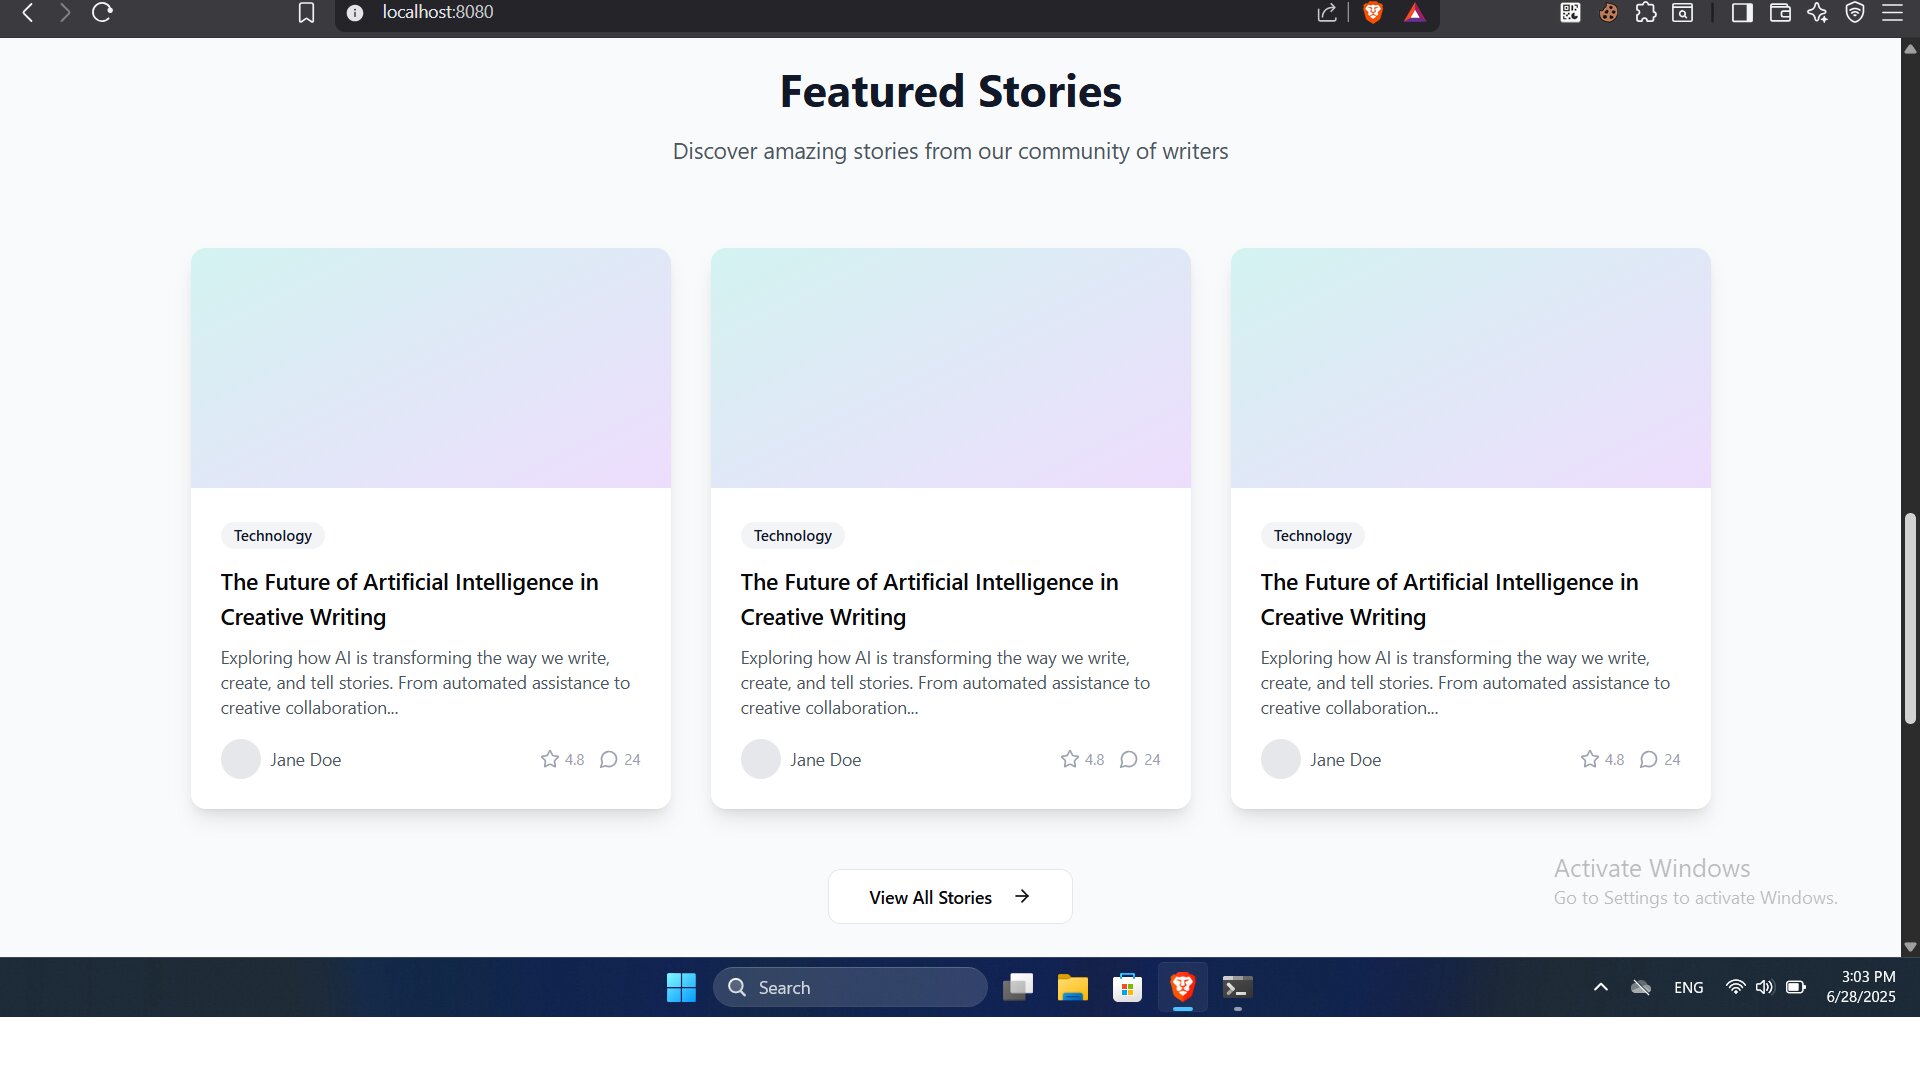 localhost:8080
Featured Stories
Discover amazing stories from our community of writers
Technology
The Future of Artificial Intelligence in
Creative Writing
Exploring how AI is transforming the way we write,
create, and tell stories. From automated assistance to
creative collaboration...
Jane Doe
4.8
24
Technology
The Future of Artificial Intelligence in
Creative Writing
Exploring how AI is transforming the way we write,
create, and tell stories. From automated assistance to
creative collaboration...
Jane Doe
4.8
24
Technology
The Future of Artificial Intelligence in
Creative Writing
Exploring how AI is transforming the way we write,
create, and tell stories. From automated assistance to
creative collaboration...
Jane Doe
4.8
24
View All Stories
Activate Windows
Go to Settings to activate Windows.
Search
ENG
3:03 PM
6/28/2025